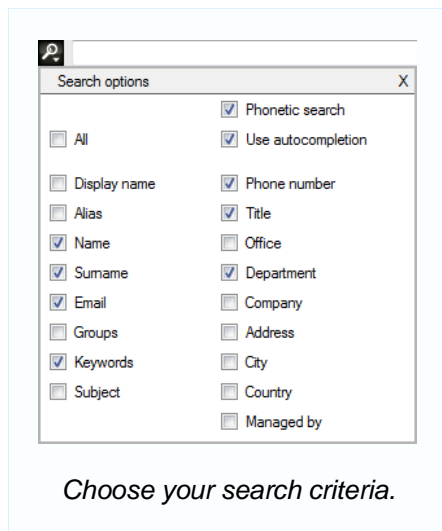 Search options X
Phonetic search
All Use autocompletion
Display name Phone number
Alias Title
Name Office
Surname Department
Email Company
Groups Address
Keywords City
Subject Country
Managed by
Choose your search criteria.